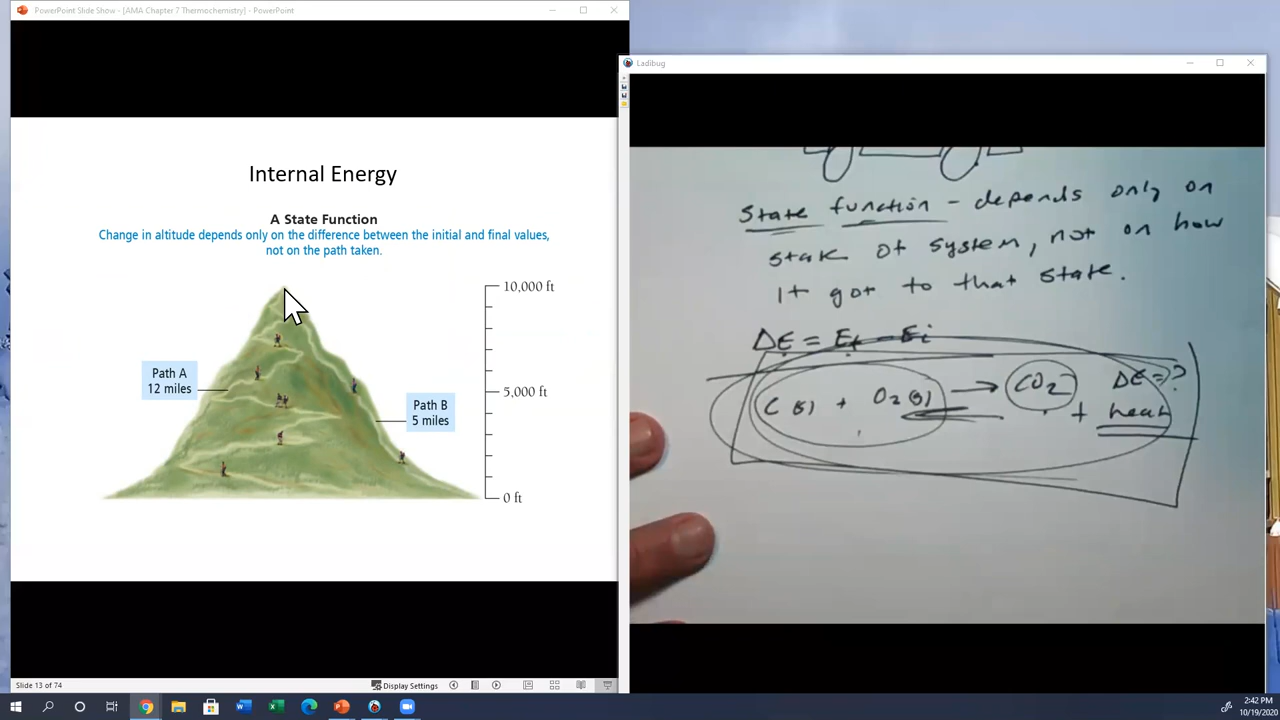 PowerPoint Slide Show - [AMA Chapter 7 Thermochemistry] - PowerPoint
Internal Energy
A State Function
Change in altitude depends only on the difference between the initial and final values,
not on the path taken.
10,000 ft
Path A
12 miles
5,000 ft
Path B
5 miles
0 ft
Slide 13 of 74
Display Settings
Ladibug
State function - depends only on
state of system, not on how
it got to that state.
ΔE = Ef - Ei
C(s) + O2(g) → CO2 ΔE = ?
+ heat
2:42 PM
10/19/2020